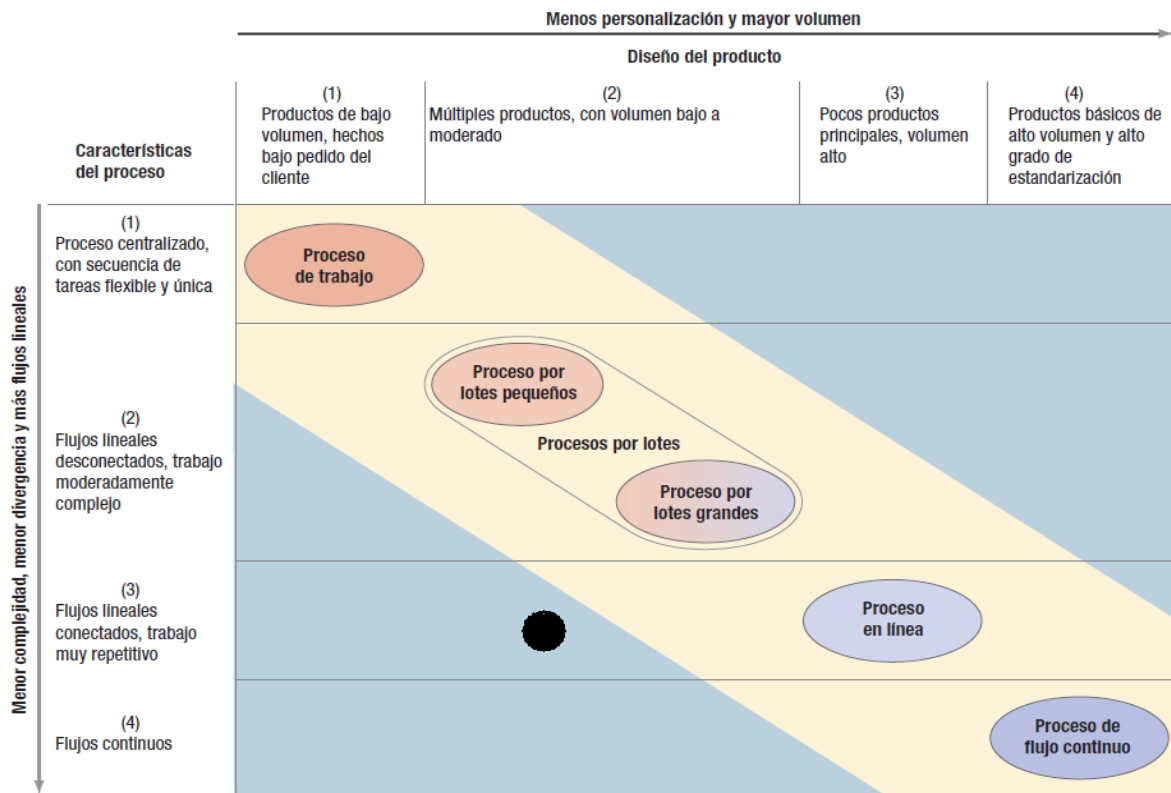 Menos personalización y mayor volumen
Diseño del producto
Características
del proceso
(1)
Productos de bajo
volumen, hechos
bajo pedido del
cliente
(2)
Múltiples productos, con volumen bajo a
moderado
(3)
Pocos productos
principales, volumen
alto
(4)
Productos básicos de
alto volumen y alto
grado de
estandarización
Menor complejidad, menor divergencia y más flujos lineales
(1)
Proceso centralizado,
con secuencia de
tareas flexible y única
Proceso
de trabajo
(2)
Flujos lineales
desconectados, trabajo
moderadamente
complejo
Proceso por
lotes pequeños
Procesos por lotes
Proceso por
lotes grandes
(3)
Flujos lineales
conectados, trabajo
muy repetitivo
Proceso
en línea
(4)
Flujos continuos
Proceso de
flujo continuo